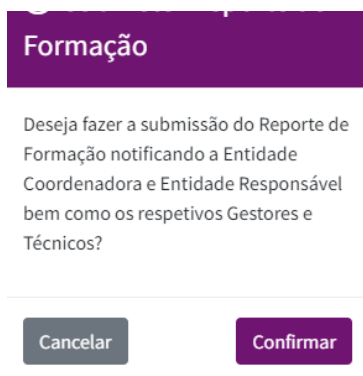 Formação
Deseja fazer a submissão do Reporte de
Formação notificando a Entidade
Coordenadora e Entidade Responsável
bem como os respetivos Gestores e
Técnicos?
Cancelar
Confirmar